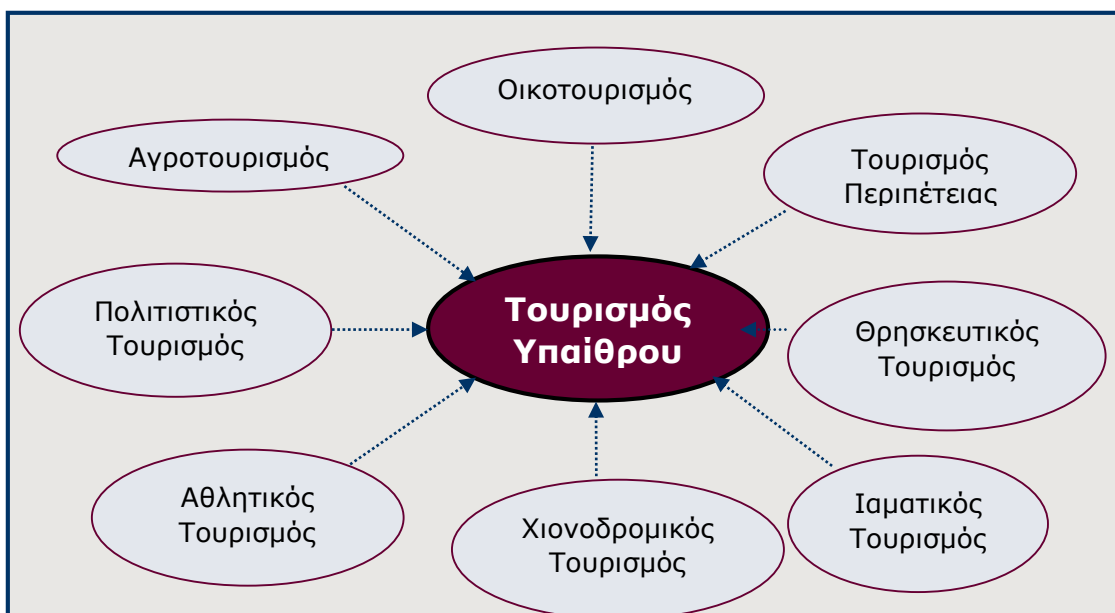 Οικοτουρισμός
Αγροτουρισμός
Τουρισμός
Περιπέτειας
Πολιτιστικός
Τουρισμός
Τουρισμός
Υπαίθρου
Θρησκευτικός
Τουρισμός
Αθλητικός
Τουρισμός
Χιονοδρομικός
Τουρισμός
Ιαματικός
Τουρισμός